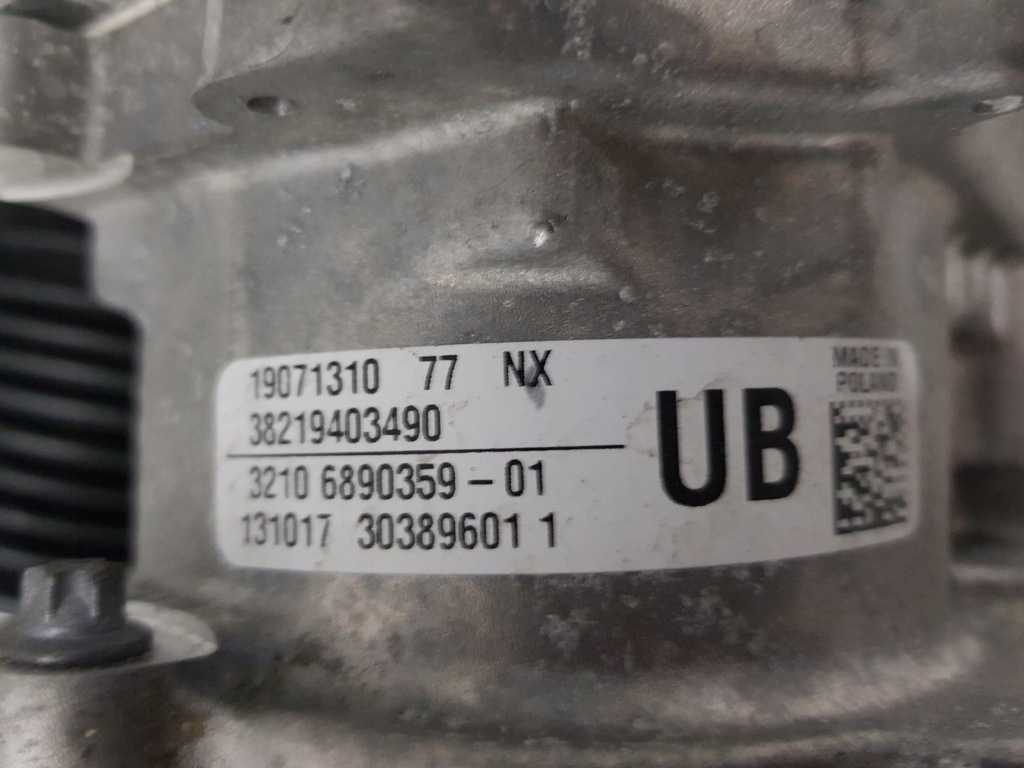 19071310 77 NX
38219403490
3210 6890359 - 01
131017 30389601 1
UB
MADE IN
POLAND